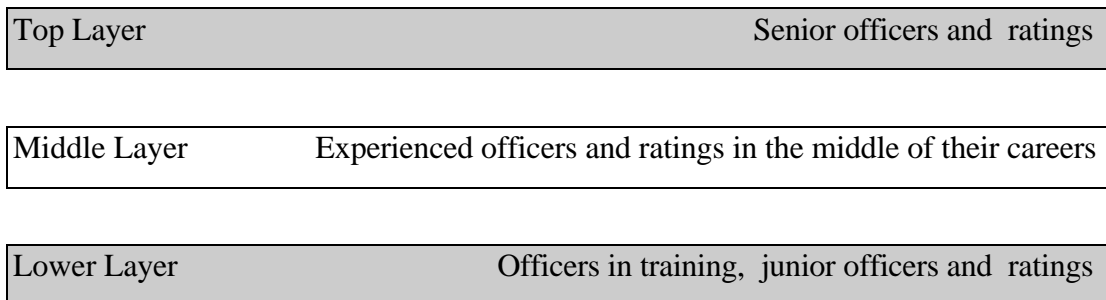 Top Layer Senior officers and ratings
Middle Layer Experienced officers and ratings in the middle of their careers
Lower Layer Officers in training, junior officers and ratings